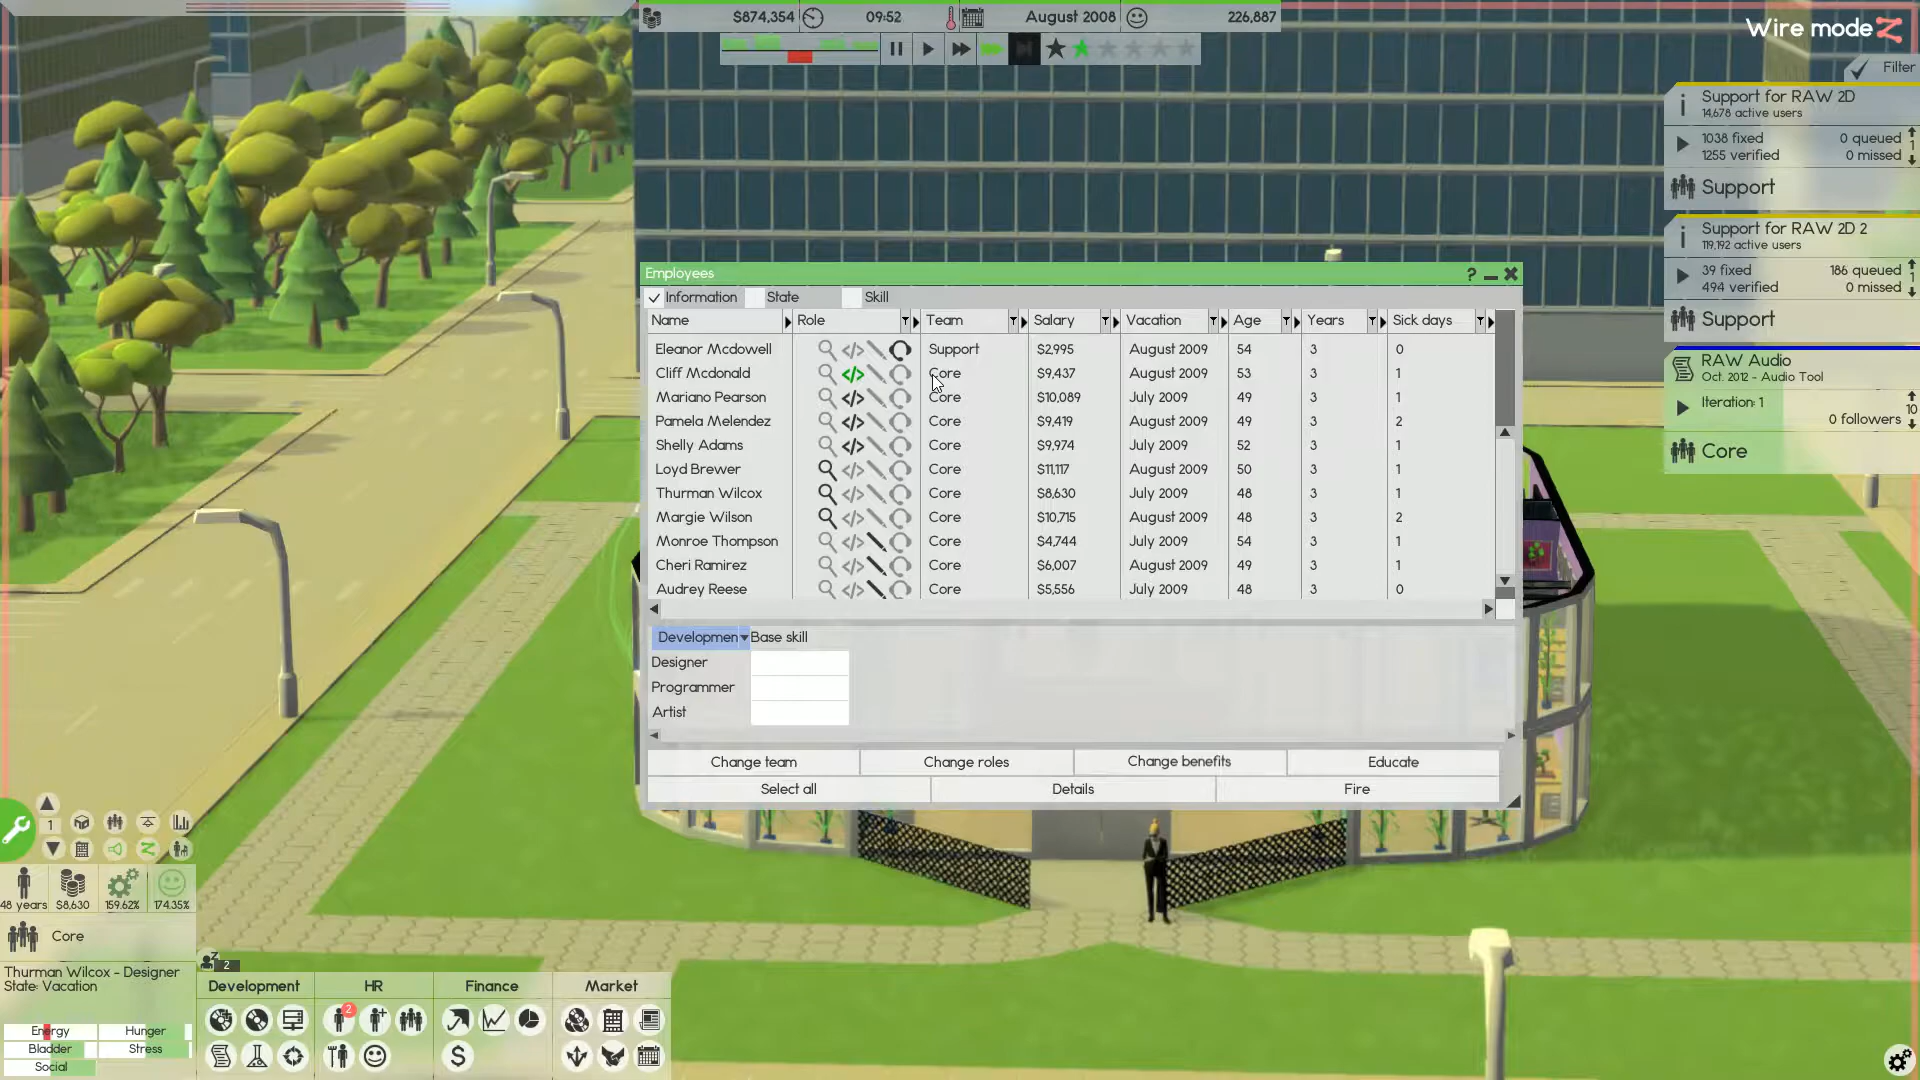 $874,354 09:52 August 2008 226,887
Wire mode
Filter
Support for RAW 2D
14,678 active users
1038 fixed 0 queued
1255 verified 0 missed
1
Support
Support for RAW 2D 2
119,192 active users
39 fixed 186 queued
494 verified 0 missed
1
Support
RAW Audio
Oct. 2012 - Audio Tool
Iteration: 1
0 followers
10
Core
Employees
?
Information State Skill
Name Role Team Salary Vacation Age Years Sick days
Eleanor Mcdowell Support $2,995 August 2009 54 3 0
Cliff Mcdonald Core $9,437 August 2009 53 3 1
Mariano Pearson Core $10,089 July 2009 49 3 1
Pamela Melendez Core $9,419 August 2009 49 3 2
Shelly Adams Core $9,974 July 2009 52 3 1
Loyd Brewer Core $11,117 August 2009 50 3 1
Thurman Wilcox Core $8,630 July 2009 48 3 1
Margie Wilson Core $10,715 August 2009 48 3 2
Monroe Thompson Core $4,744 July 2009 54 3 1
Cheri Ramirez Core $6,007 August 2009 49 3 1
Audrey Reese Core $5,556 July 2009 48 3 0
Developmen Base skill
Designer
Programmer
Artist
Change team Change roles Change benefits Educate
Select all Details Fire
1
48 years $8,630 159.62% 174.35%
Core
Thurman Wilcox - Designer
State: Vacation
Energy Hunger
Bladder Stress
Social
2
Development HR Finance Market
2